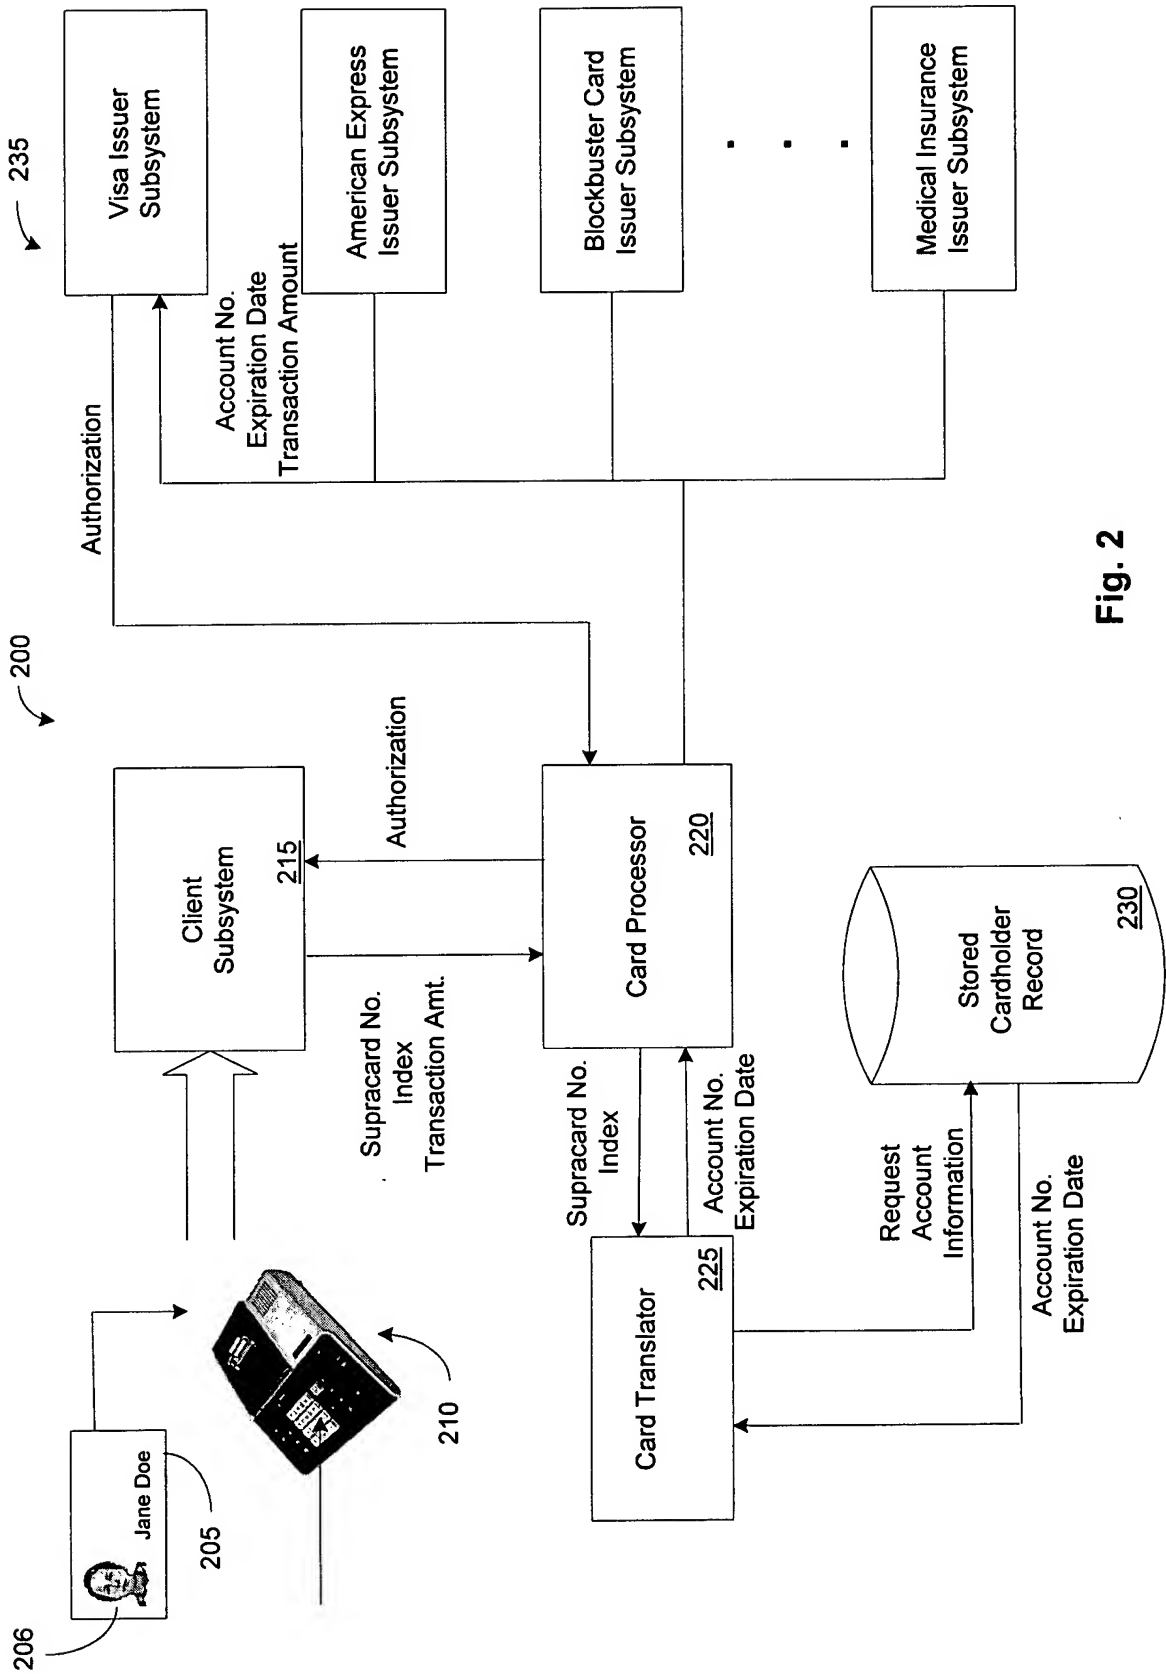 206
Jane Doe
205
210
200
235
Client
Subsystem
215
Supracard No.
Index
Transaction Amt.
Authorization
Card Processor
220
Supracard No.
Index
Account No.
Expiration Date
Card Translator
225
Request
Account
Information
Account No.
Expiration Date
Stored
Cardholder
Record
230
Authorization
Account No.
Expiration Date
Transaction Amount
Visa Issuer
Subsystem
American Express
Issuer Subsystem
Blockbuster Card
Issuer Subsystem
Medical Insurance
Issuer Subsystem
Fig. 2